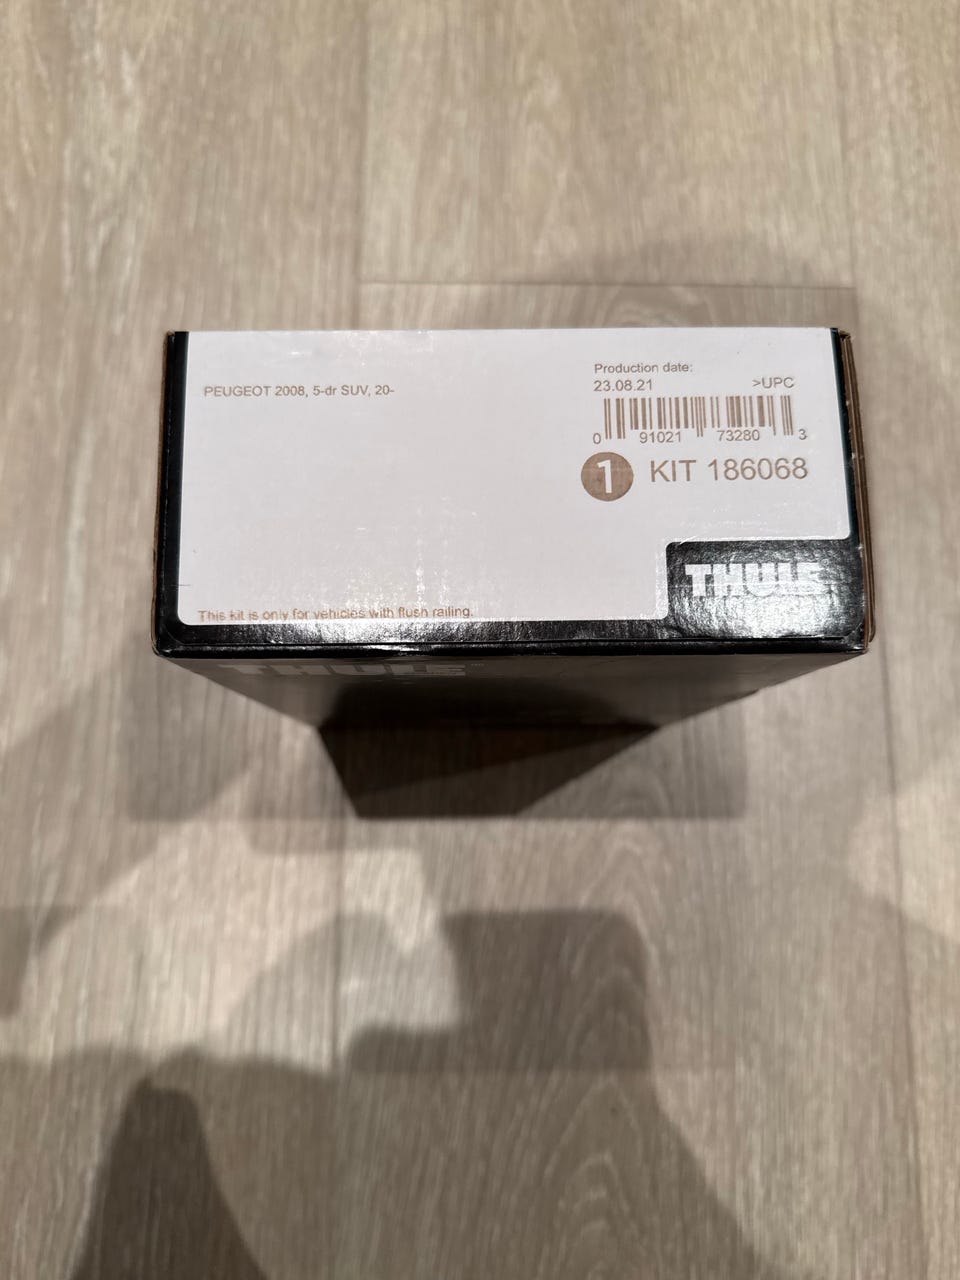 PEUGEOT 2008, 5-dr SUV, 20-
Production date:
23.08.21 >UPC
0 91021 73280 3
1 KIT 186068
THULE
This kit is only for vehicles with flush railing.
THULE